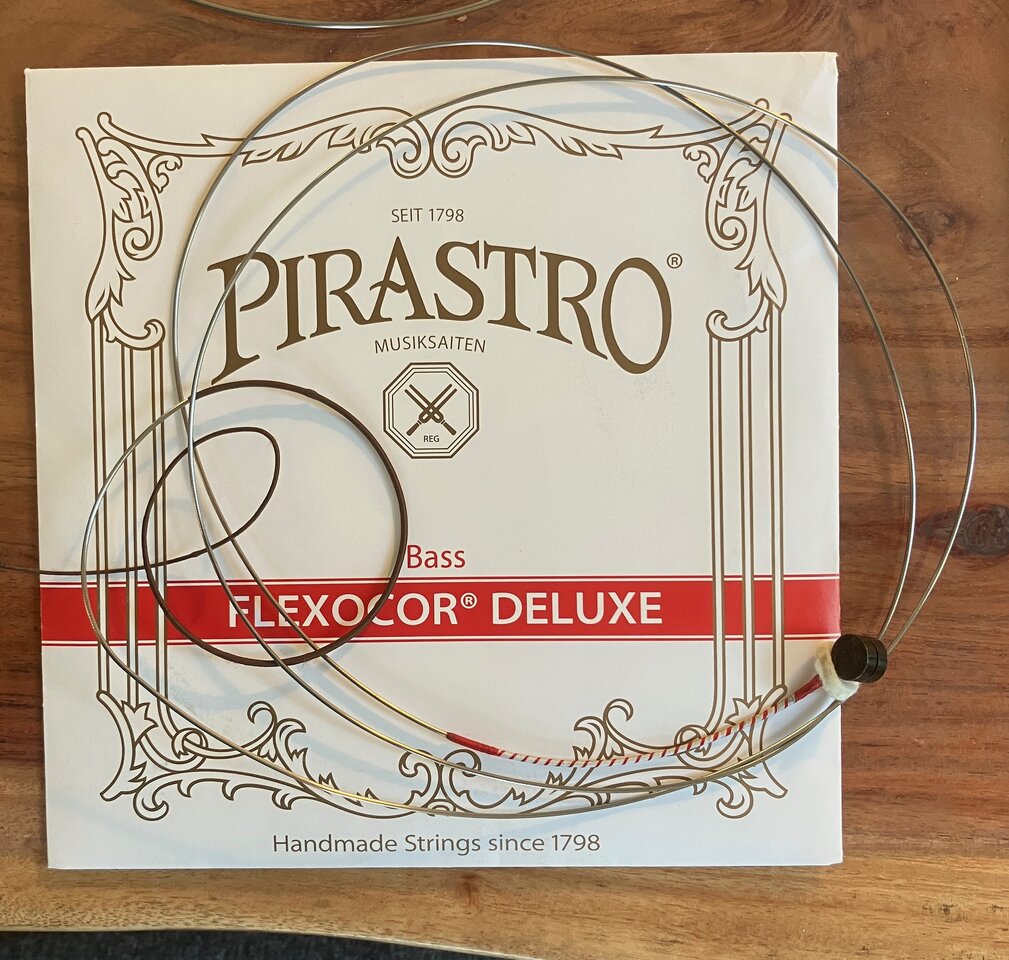 SEIT 1798
PIRASTRO®
MUSIKSAITEN
REG
Bass
FLEXOCOR® DELUXE
Handmade Strings since 1798